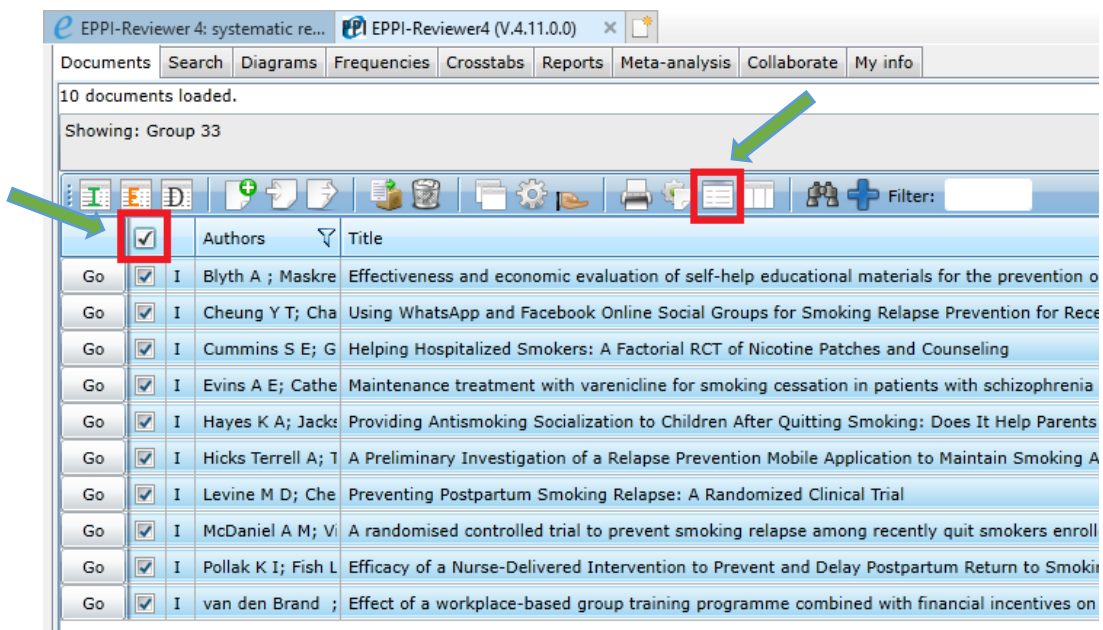 EPPI-Reviewer 4: systematic re... EPPI-Reviewer4 (V.4.11.0.0)
Documents Search Diagrams Frequencies Crosstabs Reports Meta-analysis Collaborate My info
10 documents loaded.
Showing: Group 33
I E D Filter:
Authors Title
Go I Blyth A ; Maskre Effectiveness and economic evaluation of self-help educational materials for the prevention o
Go I Cheung Y T; Cha Using WhatsApp and Facebook Online Social Groups for Smoking Relapse Prevention for Rece
Go I Cummins S E; G Helping Hospitalized Smokers: A Factorial RCT of Nicotine Patches and Counseling
Go I Evins A E; Cathe Maintenance treatment with varenicline for smoking cessation in patients with schizophrenia
Go I Hayes K A; Jacks Providing Antismoking Socialization to Children After Quitting Smoking: Does It Help Parents
Go I Hicks Terrell A; T A Preliminary Investigation of a Relapse Prevention Mobile Application to Maintain Smoking A
Go I Levine M D; Che Preventing Postpartum Smoking Relapse: A Randomized Clinical Trial
Go I McDaniel A M; Vi A randomised controlled trial to prevent smoking relapse among recently quit smokers enroll
Go I Pollak K I; Fish L Efficacy of a Nurse-Delivered Intervention to Prevent and Delay Postpartum Return to Smokin
Go I van den Brand ; Effect of a workplace-based group training programme combined with financial incentives on